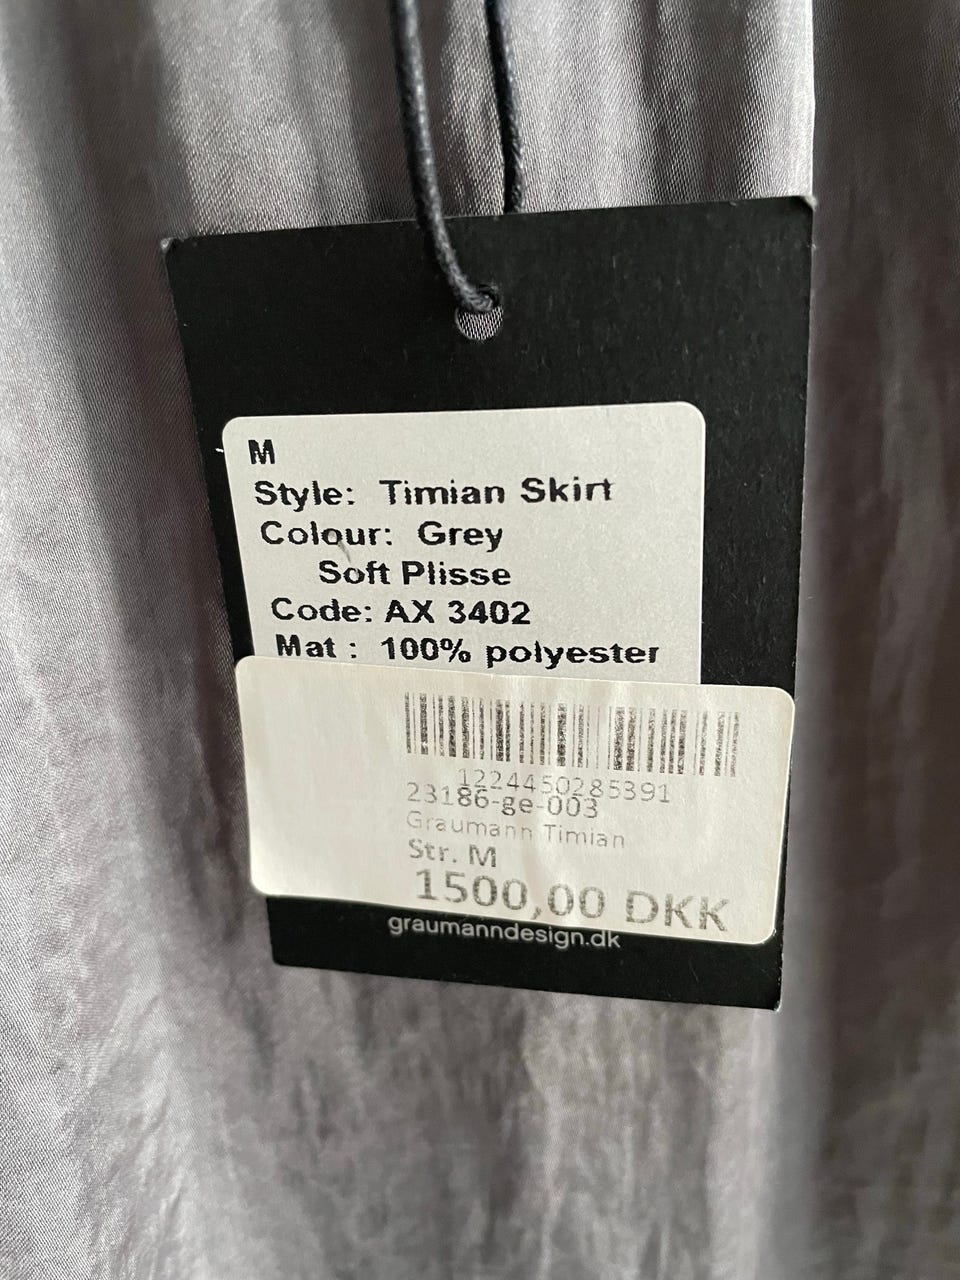 M
Style: Timian Skirt
Colour: Grey
Soft Plisse
Code: AX 3402
Mat : 100% polyester
1224450285391
23186-ge-003
Graumann Timian
Str. M
1500,00 DKK
graumanndesign.dk